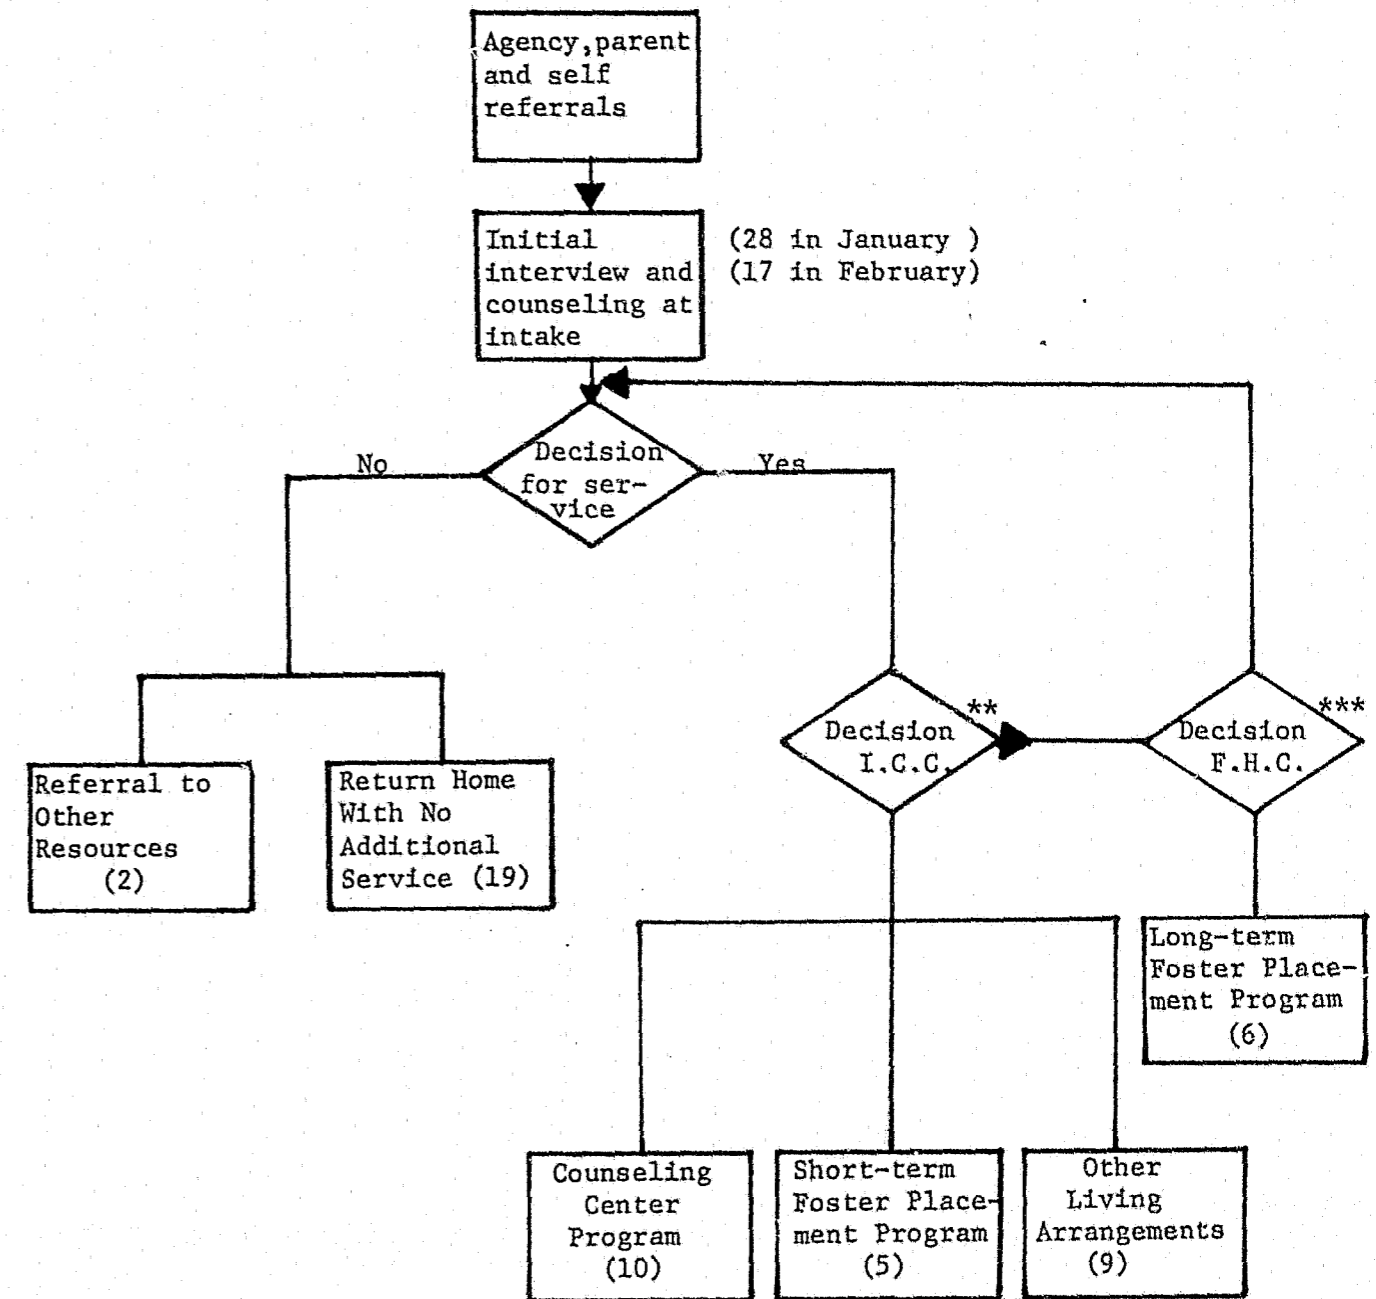 Agency,parent
and self
referrals
Initial
interview and
counseling at
intake
(28 in January )
(17 in February)
No
Decision
for ser-
vice
Yes
Decision
I.C.C.
**
Decision
F.H.C.
***
Referral to
Other
Resources
(2)
Return Home
With No
Additional
Service (19)
Long-term
Foster Place-
ment Program
(6)
Counseling
Center
Program
(10)
Short-term
Foster Place-
ment Program
(5)
Other
Living
Arrangements
(9)